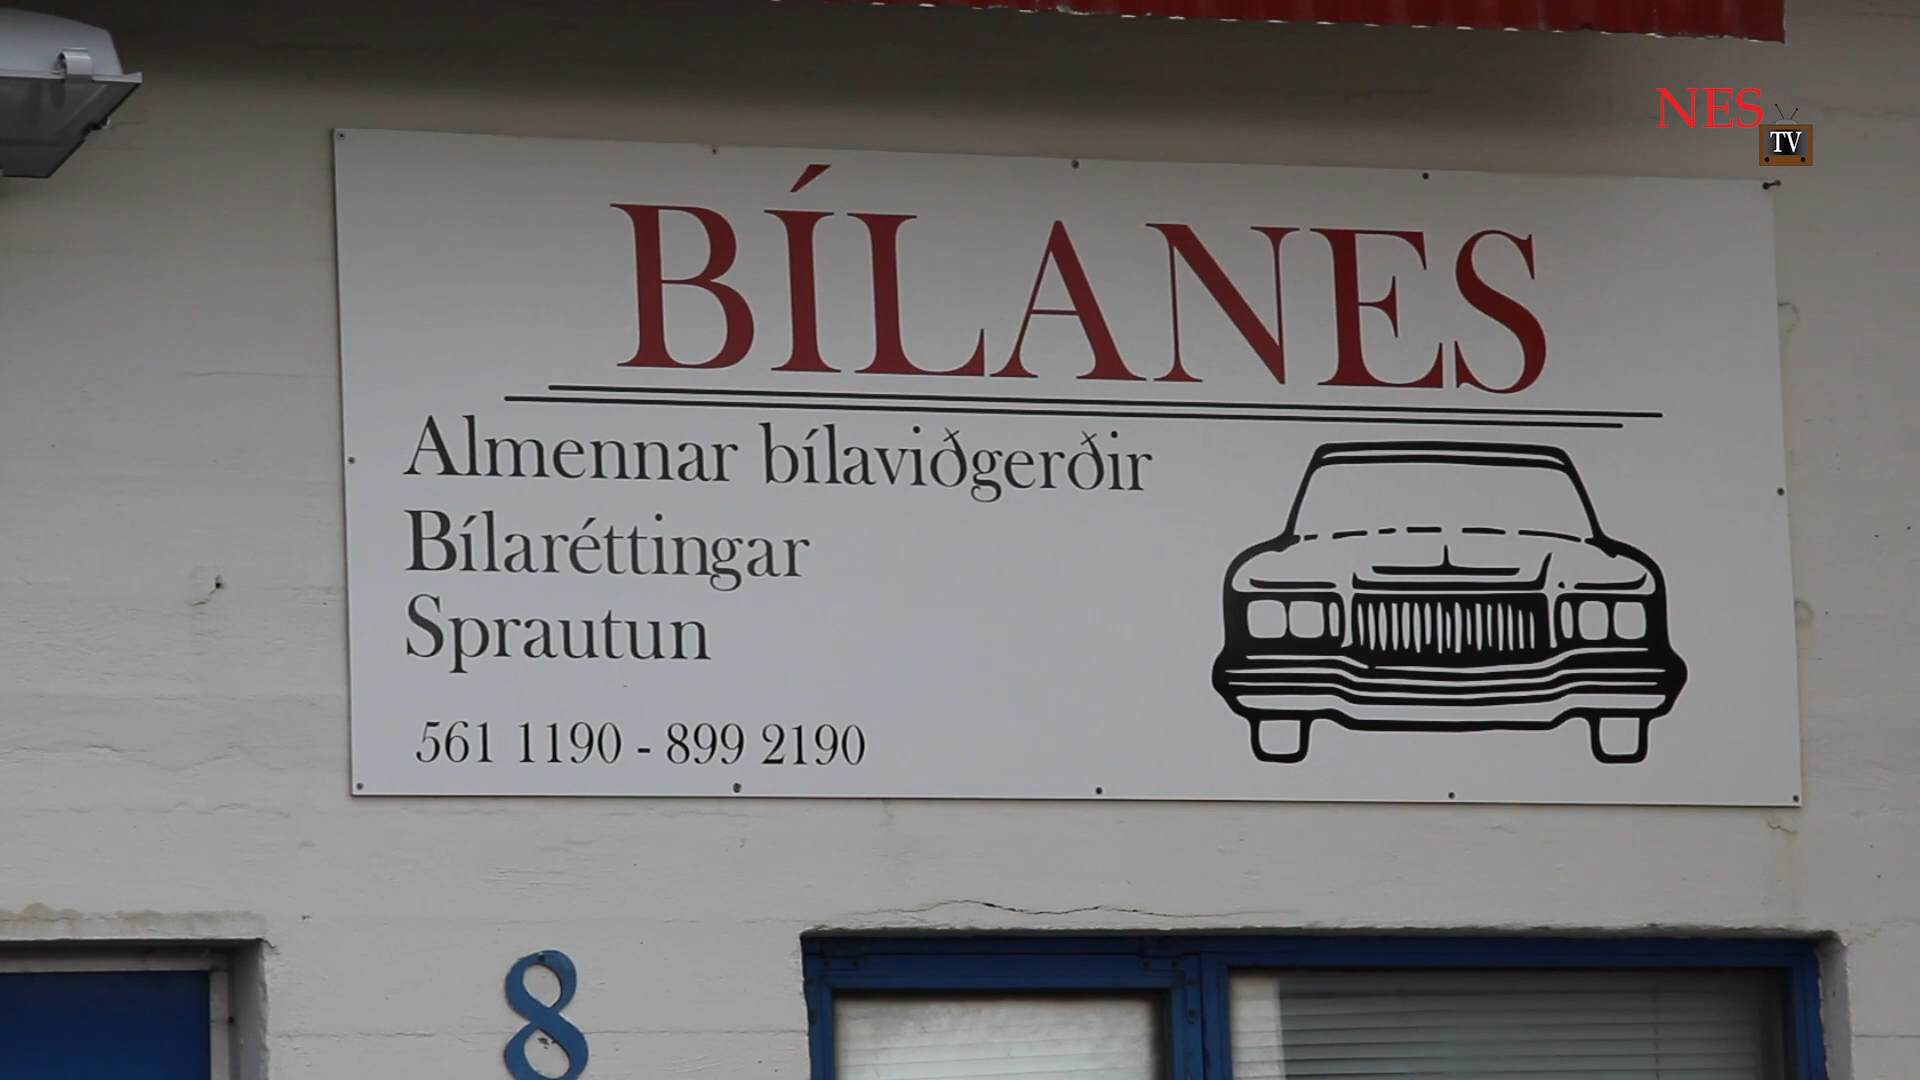 NES
TV
BÍLANES
Almennar bílaviðgerðir
Bílaréttingar
Sprautun
561 1190 - 899 2190
8